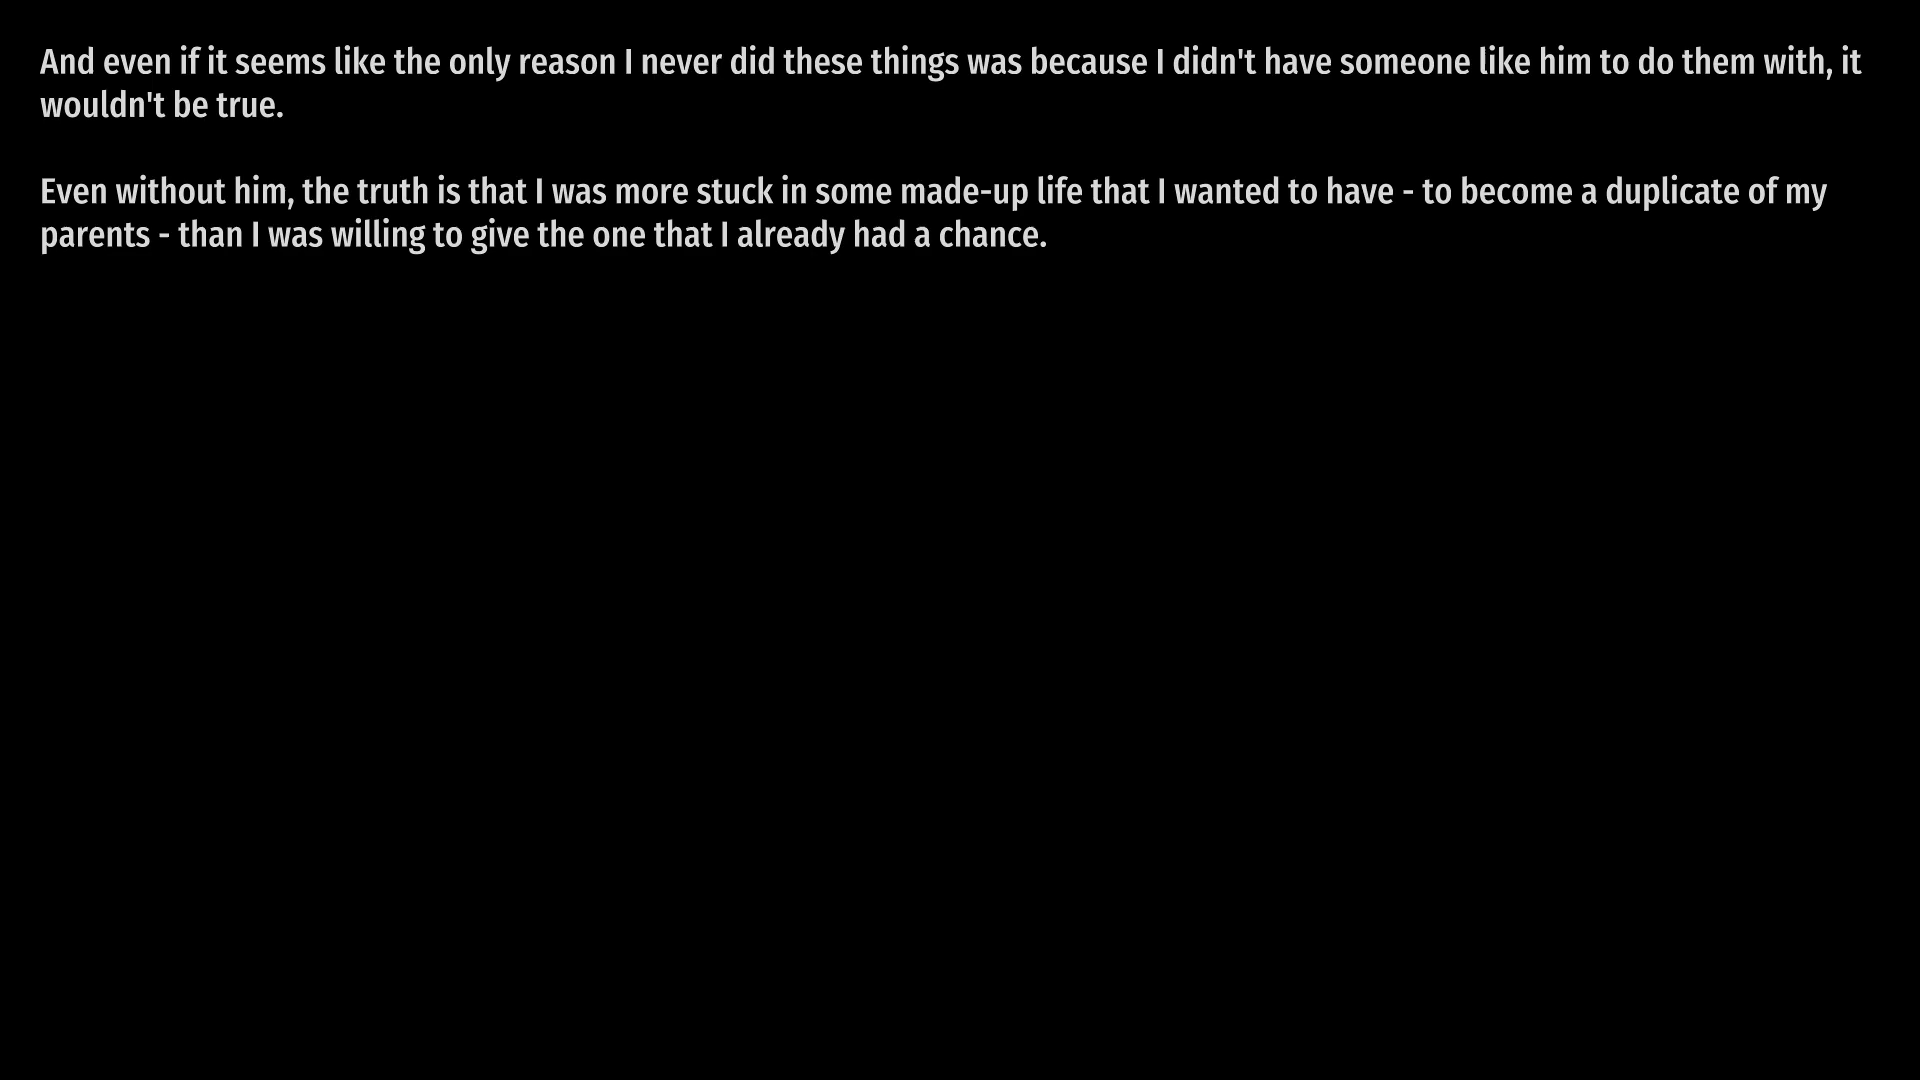 And even if it seems like the only reason I never did these things was because I didn't have someone like him to do them with, it
wouldn't be true.
Even without him, the truth is that I was more stuck in some made-up life that I wanted to have - to become a duplicate of my
parents - than I was willing to give the one that I already had a chance.